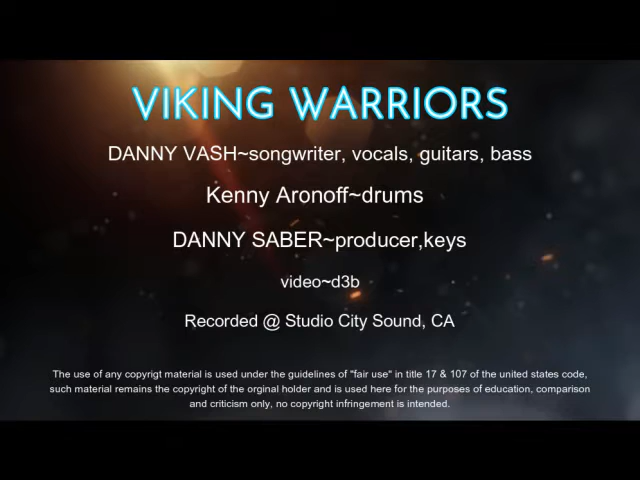 VIKING WARRIORS
DANNY VASH~songwriter, vocals, guitars, bass
Kenny Aronoff~drums
DANNY SABER~producer,keys
video~d3b
Recorded @ Studio City Sound, CA
The use of any copyrigt material is used under the guidelines of "fair use" in title 17 & 107 of the united states code,
such material remains the copyright of the orginal holder and is used here for the purposes of education, comparison
and criticism only, no copyright infringement is intended.